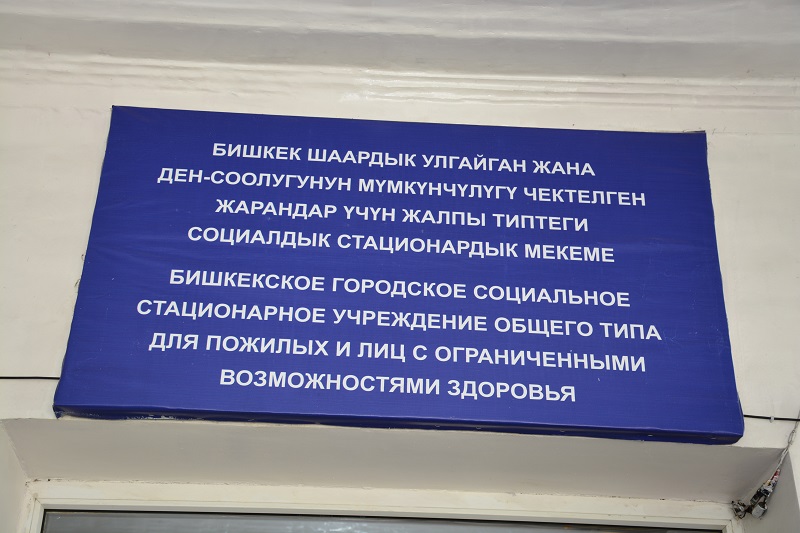 БИШКЕК ШААРДЫК УЛГАЙГАН ЖАНА
ДЕН-СООЛУГУНУН МҮМКҮНЧҮЛҮГҮ ЧЕКТЕЛГЕН
ЖАРАНДАР ҮЧҮН ЖАЛПЫ ТИПТЕГИ
СОЦИАЛДЫК СТАЦИОНАРДЫК МЕКЕМЕ
БИШКЕКСКОЕ ГОРОДСКОЕ СОЦИАЛЬНОЕ
СТАЦИОНАРНОЕ УЧРЕЖДЕНИЕ ОБЩЕГО ТИПА
ДЛЯ ПОЖИЛЫХ И ЛИЦ С ОГРАНИЧЕННЫМИ
ВОЗМОЖНОСТЯМИ ЗДОРОВЬЯ